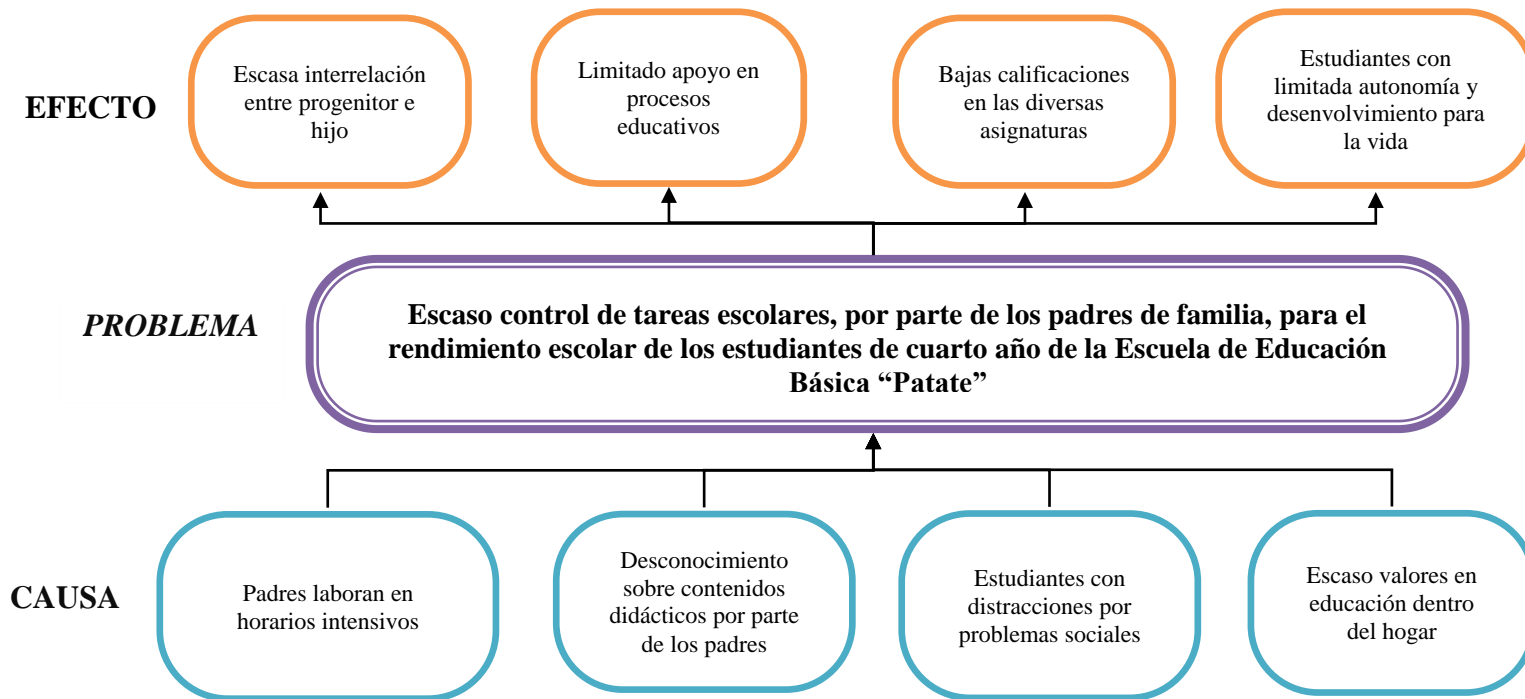 EFECTO
Escasa interrelación
entre progenitor e
hijo
Limitado apoyo en
procesos
educativos
Bajas calificaciones
en las diversas
asignaturas
Estudiantes con
limitada autonomía y
desenvolvimiento para
la vida
PROBLEMA
Escaso control de tareas escolares, por parte de los padres de familia, para el
rendimiento escolar de los estudiantes de cuarto año de la Escuela de Educación
Básica “Patate”
CAUSA
Padres laboran en
horarios intensivos
Desconocimiento
sobre contenidos
didácticos por parte
de los padres
Estudiantes con
distracciones por
problemas sociales
Escaso valores en
educación dentro
del hogar